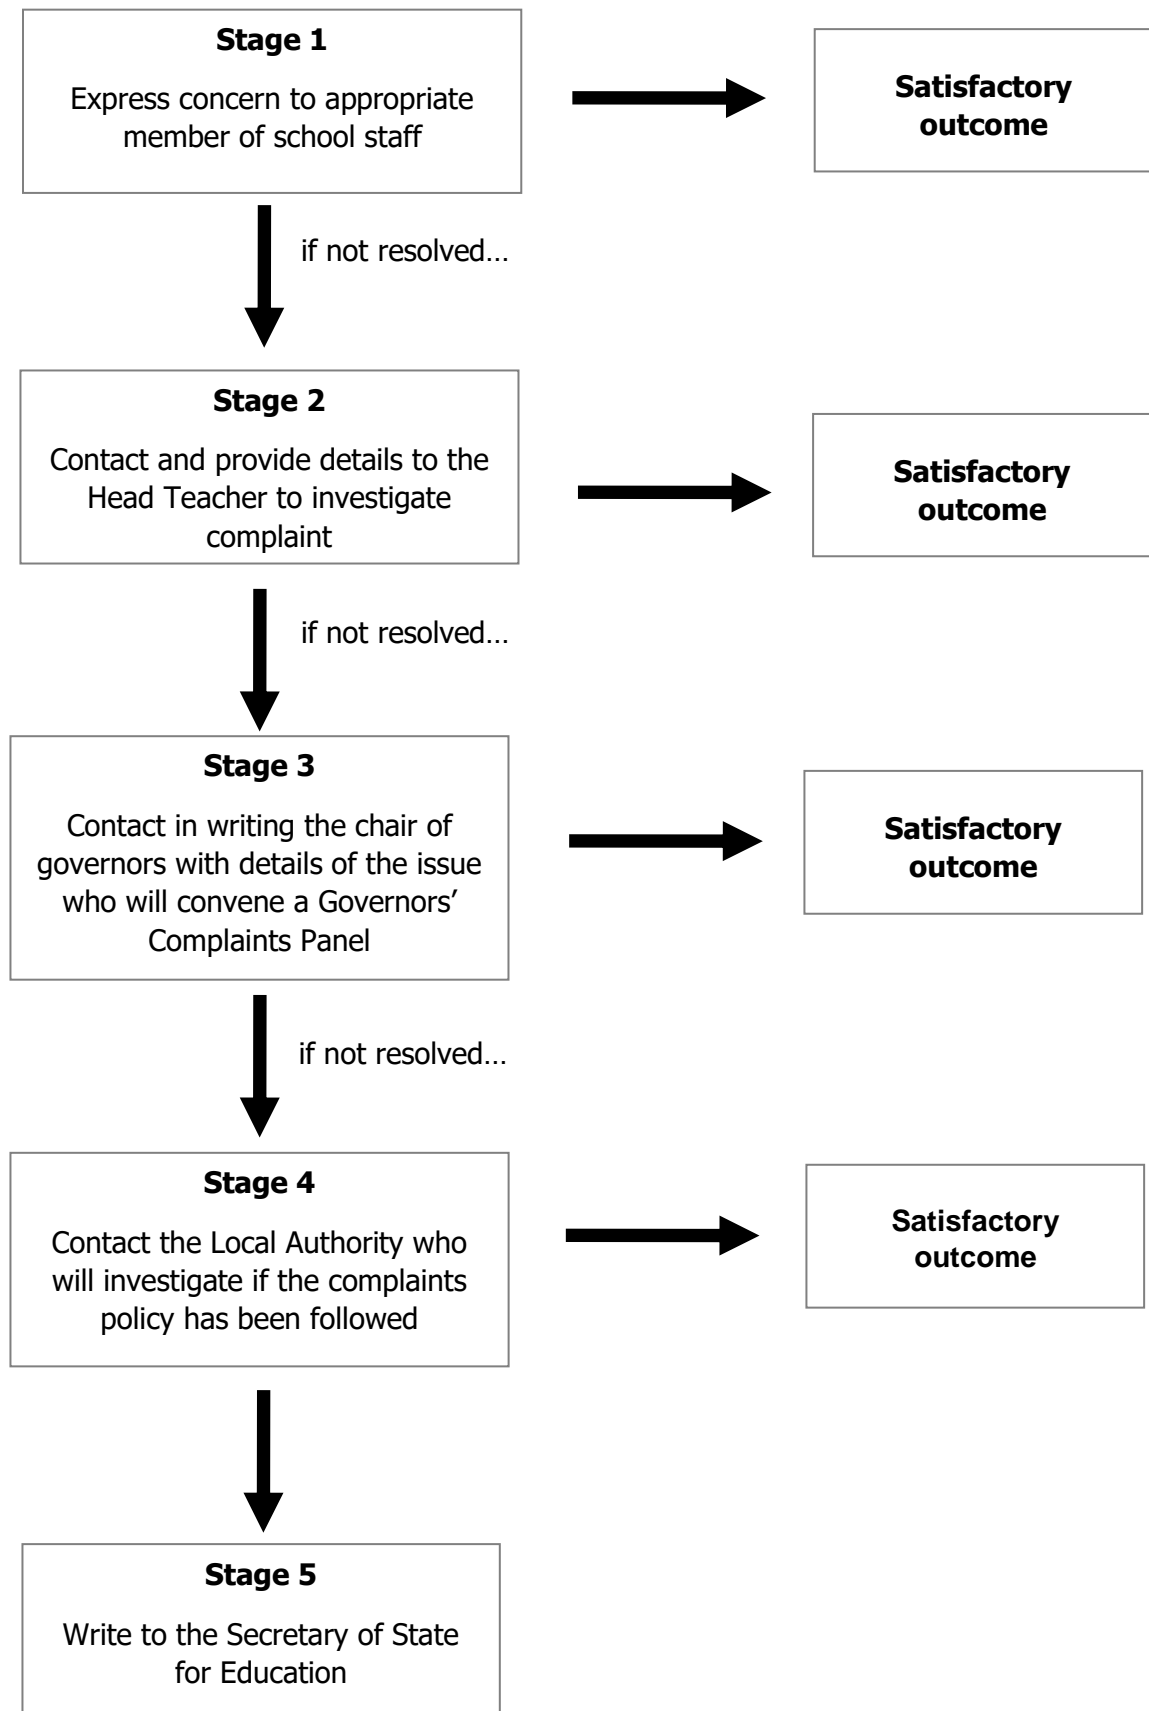 Stage 1
Express concern to appropriate
member of school staff
Satisfactory
outcome
if not resolved...
Stage 2
Contact and provide details to the
Head Teacher to investigate
complaint
Satisfactory
outcome
if not resolved...
Stage 3
Contact in writing the chair of
governors with details of the issue
who will convene a Governors’
Complaints Panel
Satisfactory
outcome
if not resolved...
Stage 4
Contact the Local Authority who
will investigate if the complaints
policy has been followed
Satisfactory
outcome
Stage 5
Write to the Secretary of State
for Education